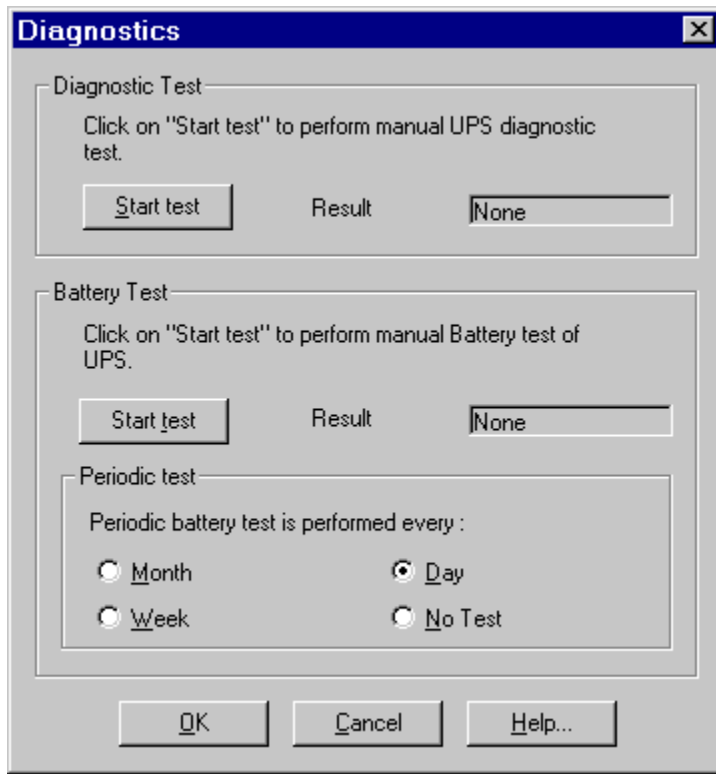 Diagnostics
Diagnostic Test
Click on "Start test" to perform manual UPS diagnostic
test.
Start test Result None
Battery Test
Click on "Start test" to perform manual Battery test of
UPS.
Start test Result None
Periodic test
Periodic battery test is performed every :
Month Day
Week No Test
OK Cancel Help...